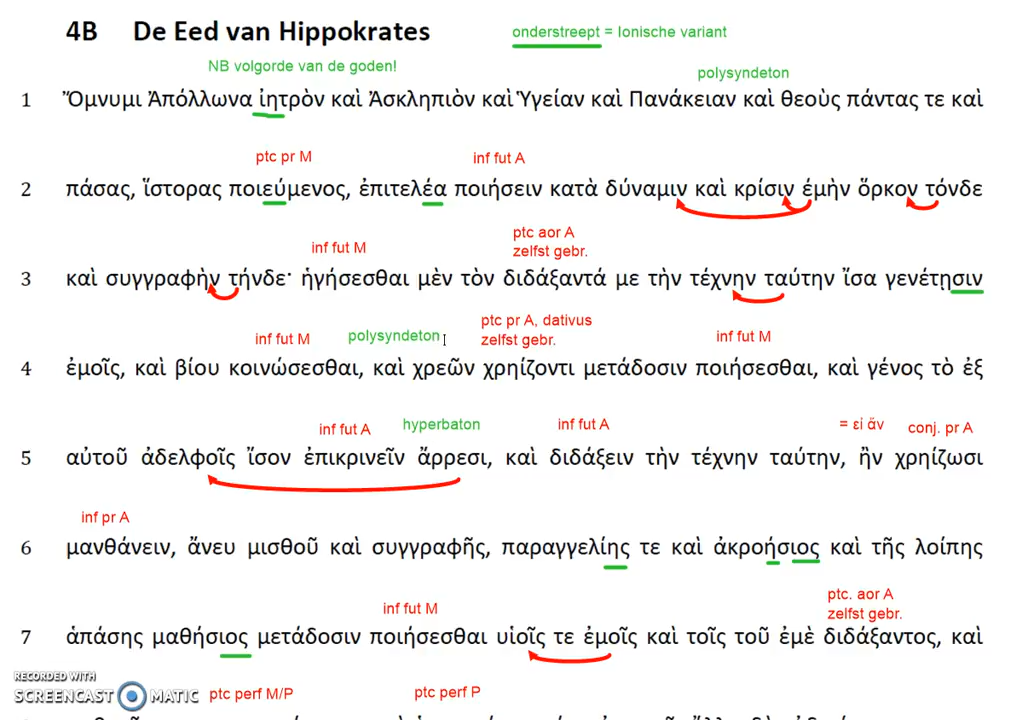 4B De Eed van Hippokrates
onderstreept = Ionische variant
NB volgorde van de goden!
polysyndeton
1 Ὄμνυμι Ἀπόλλωνα ἰητρὸν καὶ Ἀσκληπιὸν καὶ Ὑγείαν καὶ Πανάκειαν καὶ θεοὺς πάντας τε καὶ
ptc pr M inf fut A
2 πάσας, ἵστορας ποιεύμενος, ἐπιτελέα ποιήσειν κατὰ δύναμιν καὶ κρίσιν ἐμὴν ὅρκον τόνδε
inf fut M ptc aor A
zelfst gebr.
3 καὶ συγγραφὴν τήνδε· ἡγήσεσθαι μὲν τὸν διδάξαντά με τὴν τέχνην ταύτην ἴσα γενέτῃσιν
inf fut M polysyndeton ptc pr A, dativus inf fut M
zelfst gebr.
4 ἐμοῖς, καὶ βίου κοινώσεσθαι, καὶ χρεῶν χρηίζοντι μετάδοσιν ποιήσεσθαι, καὶ γένος τὸ ἐξ
inf fut A hyperbaton inf fut A = εἰ ἄν conj. pr A
5 αὐτοῦ ἀδελφοῖς ἴσον ἐπικρινεῖν ἄρρεσι, καὶ διδάξειν τὴν τέχνην ταύτην, ἢν χρηίζωσι
inf pr A
6 μανθάνειν, ἄνευ μισθοῦ καὶ συγγραφῆς, παραγγελίης τε καὶ ἀκροήσιος καὶ τῆς λοίπης
inf fut M ptc. aor A
zelfst gebr.
7 ἁπάσης μαθήσιος μετάδοσιν ποιήσεσθαι υἱοῖς τε ἐμοῖς καὶ τοῖς τοῦ ἐμὲ διδάξαντος, καὶ
RECORDED WITH
SCREENCAST MATIC
ptc perf M/P ptc perf P